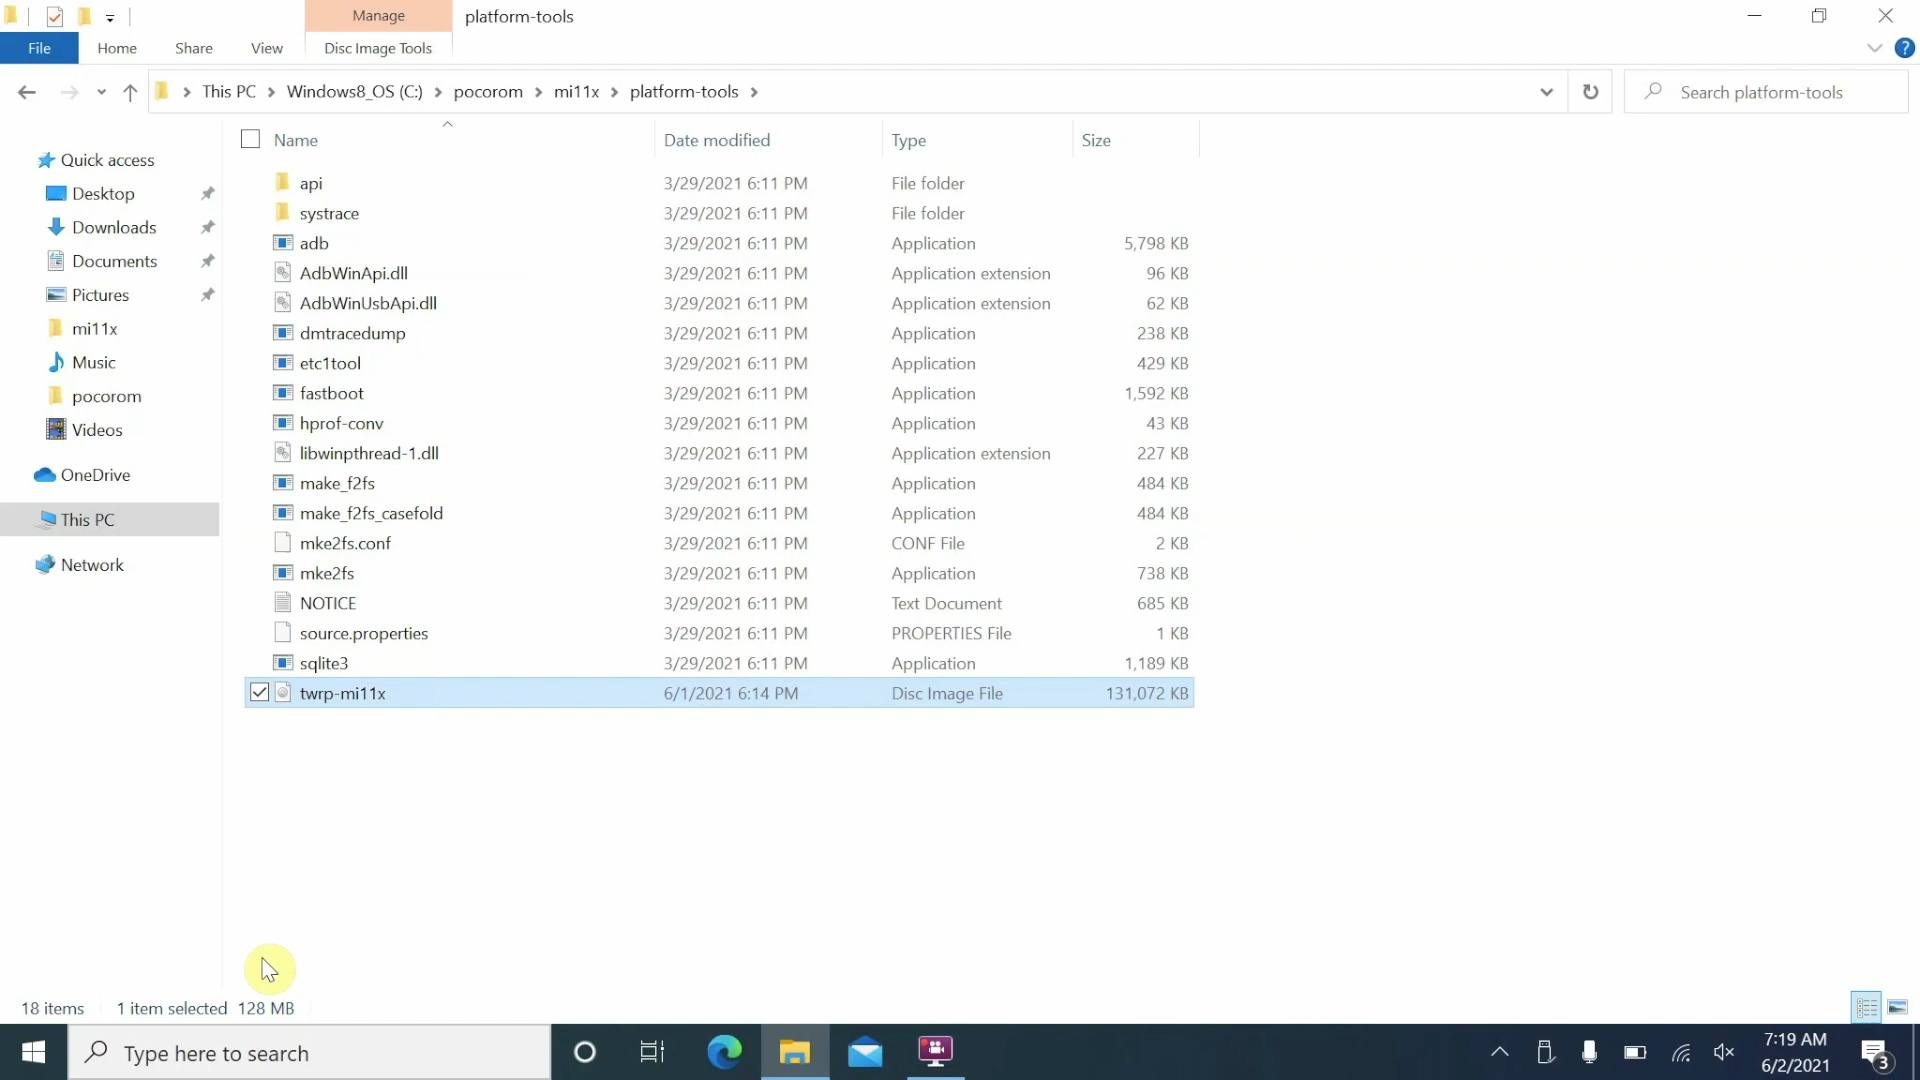 Manage
platform-tools
File
Home
Share
View
Disc Image Tools
This PC
Windows8_OS (C:)
pocorom
mi11x
platform-tools
Search platform-tools
Name
Date modified
Type
Size
Quick access
Desktop
Downloads
Documents
Pictures
mi11x
Music
pocorom
Videos
OneDrive
This PC
Network
api 3/29/2021 6:11 PM File folder
systrace 3/29/2021 6:11 PM File folder
adb 3/29/2021 6:11 PM Application 5,798 KB
AdbWinApi.dll 3/29/2021 6:11 PM Application extension 96 KB
AdbWinUsbApi.dll 3/29/2021 6:11 PM Application extension 62 KB
dmtracedump 3/29/2021 6:11 PM Application 238 KB
etc1tool 3/29/2021 6:11 PM Application 429 KB
fastboot 3/29/2021 6:11 PM Application 1,592 KB
hprof-conv 3/29/2021 6:11 PM Application 43 KB
libwinpthread-1.dll 3/29/2021 6:11 PM Application extension 227 KB
make_f2fs 3/29/2021 6:11 PM Application 484 KB
make_f2fs_casefold 3/29/2021 6:11 PM Application 484 KB
mke2fs.conf 3/29/2021 6:11 PM CONF File 2 KB
mke2fs 3/29/2021 6:11 PM Application 738 KB
NOTICE 3/29/2021 6:11 PM Text Document 685 KB
source.properties 3/29/2021 6:11 PM PROPERTIES File 1 KB
sqlite3 3/29/2021 6:11 PM Application 1,189 KB
twrp-mi11x 6/1/2021 6:14 PM Disc Image File 131,072 KB
18 items
1 item selected 128 MB
Type here to search
7:19 AM
6/2/2021
3